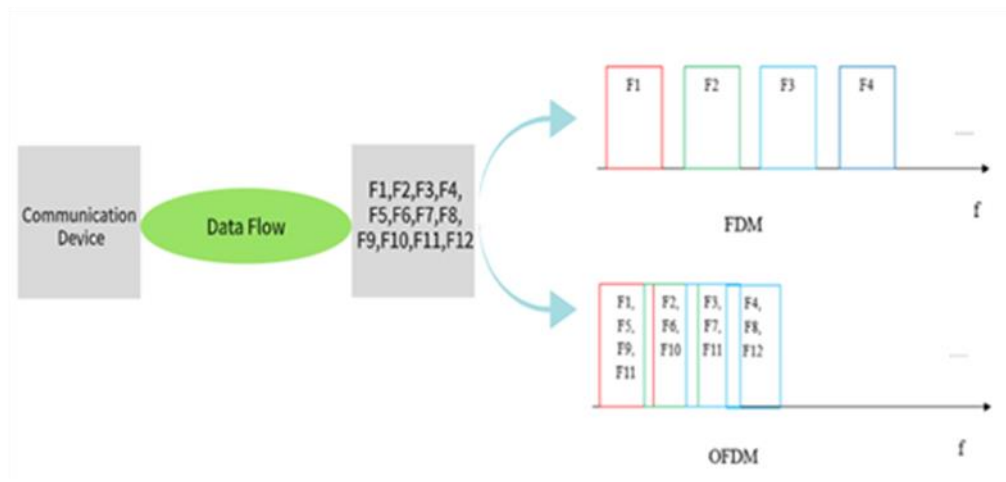 Communication
Device
Data Flow
F1,F2,F3,F4,
F5,F6,F7,F8,
F9,F10,F11,F12
F1
F2
F3
F4
f
FDM
F1,
F5,
F9,
F11
F2,
F6,
F10
F3,
F7,
F11
F4,
F8,
F12
f
OFDM